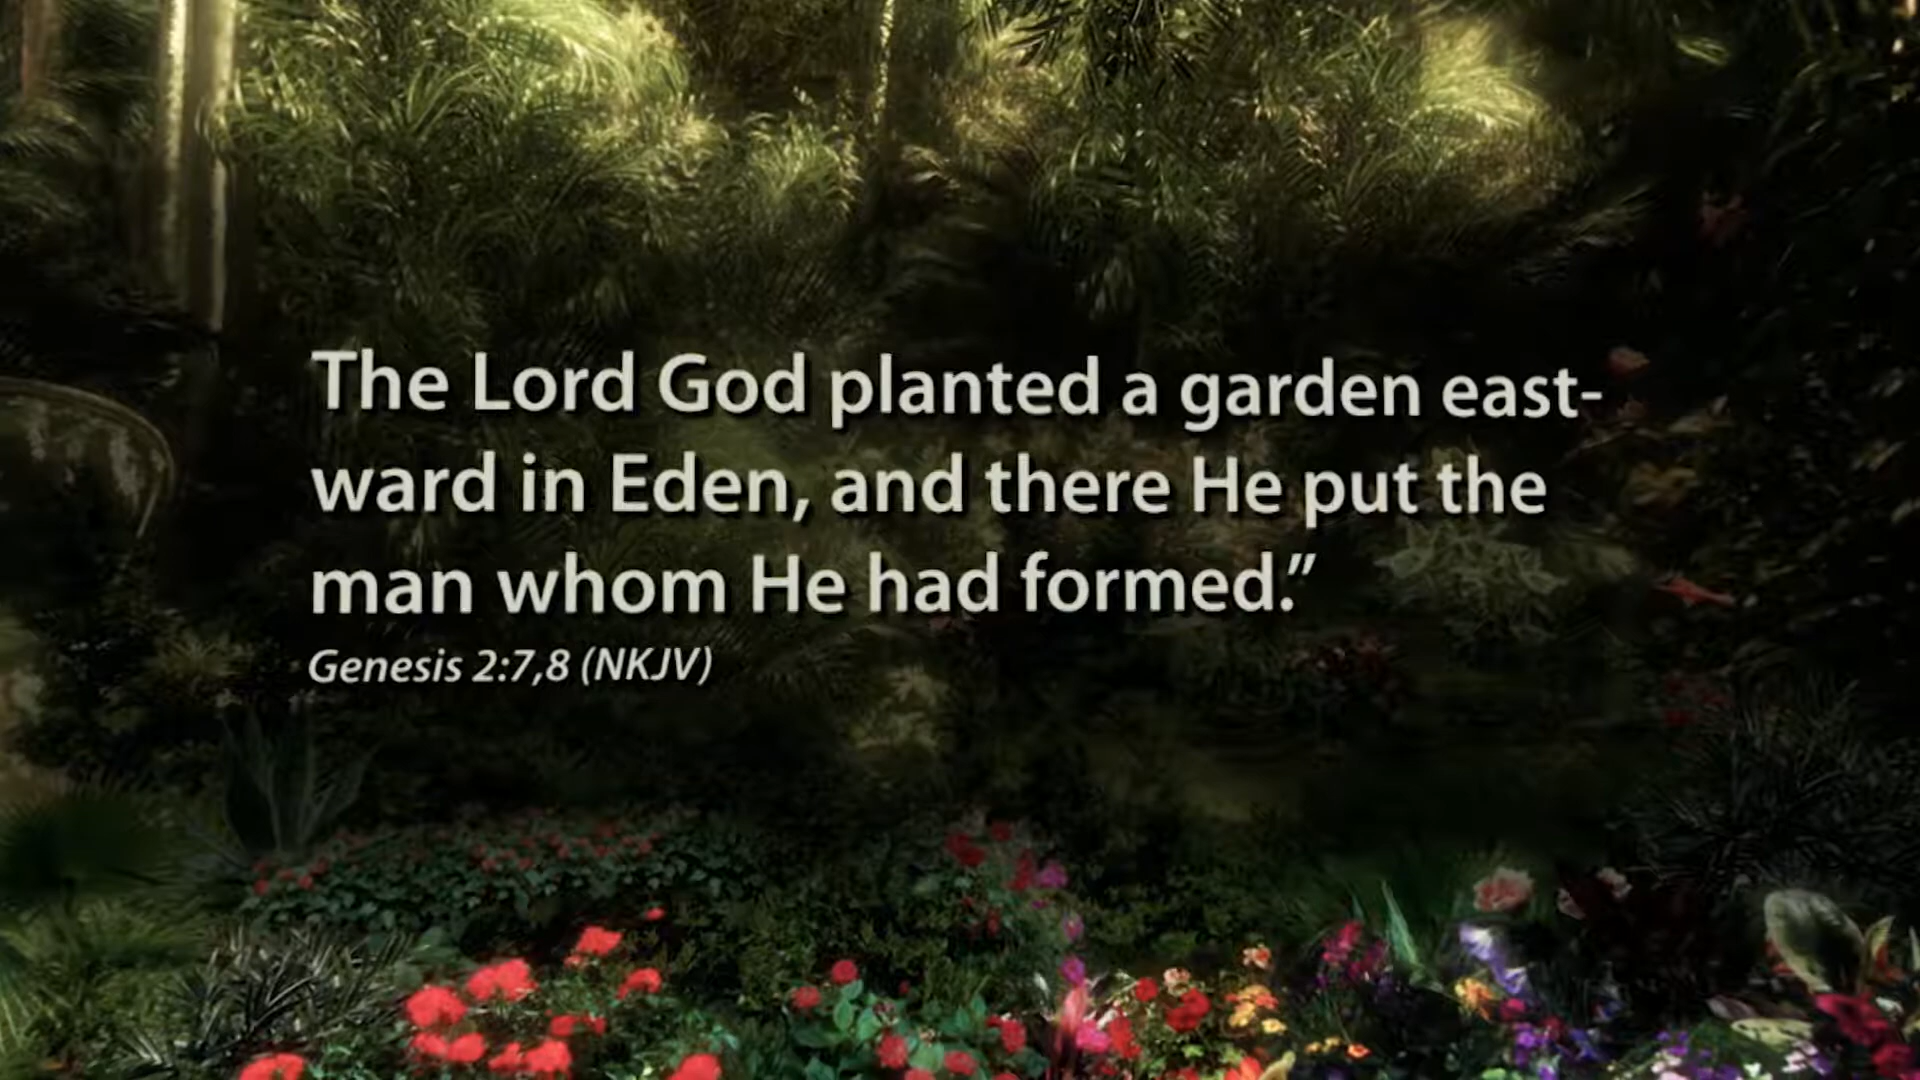 The Lord God planted a garden east-
ward in Eden, and there He put the
man whom He had formed.”
Genesis 2:7,8 (NKJV)